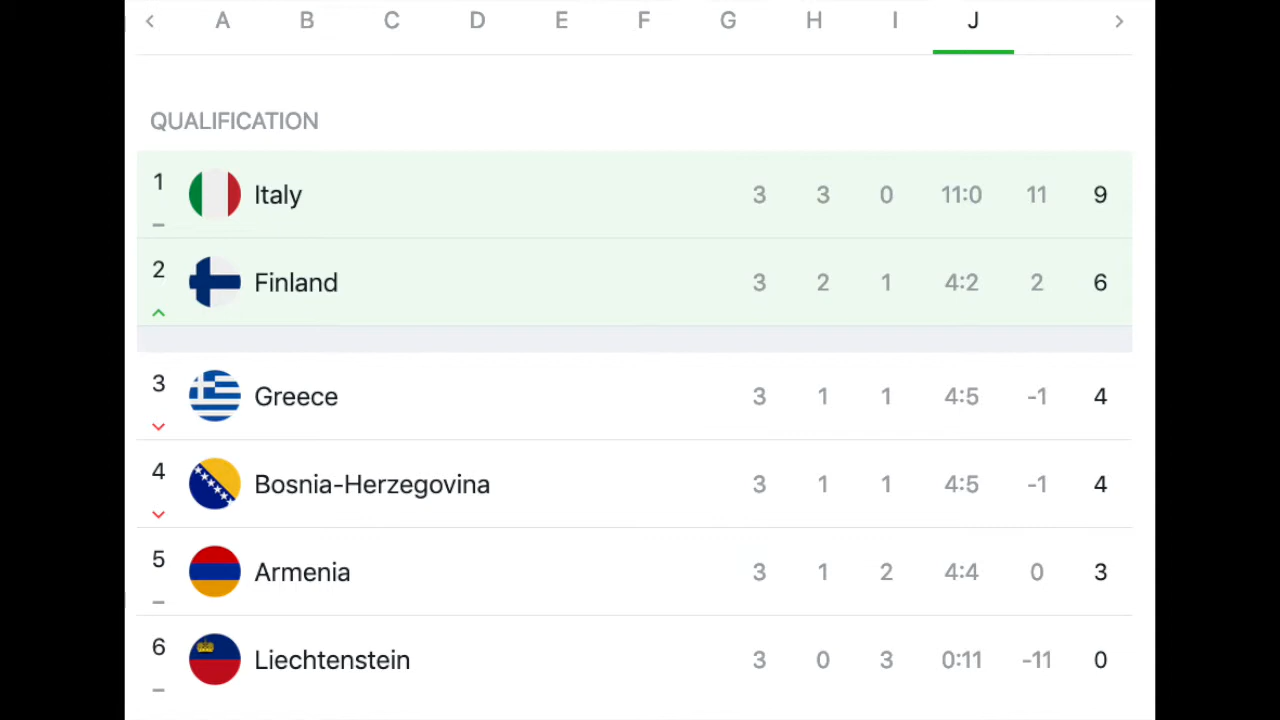 A B C D E F G H I J
QUALIFICATION
1 Italy 3 3 0 11:0 11 9
2 Finland 3 2 1 4:2 2 6
3 Greece 3 1 1 4:5 -1 4
4 Bosnia-Herzegovina 3 1 1 4:5 -1 4
5 Armenia 3 1 2 4:4 0 3
6 Liechtenstein 3 0 3 0:11 -11 0